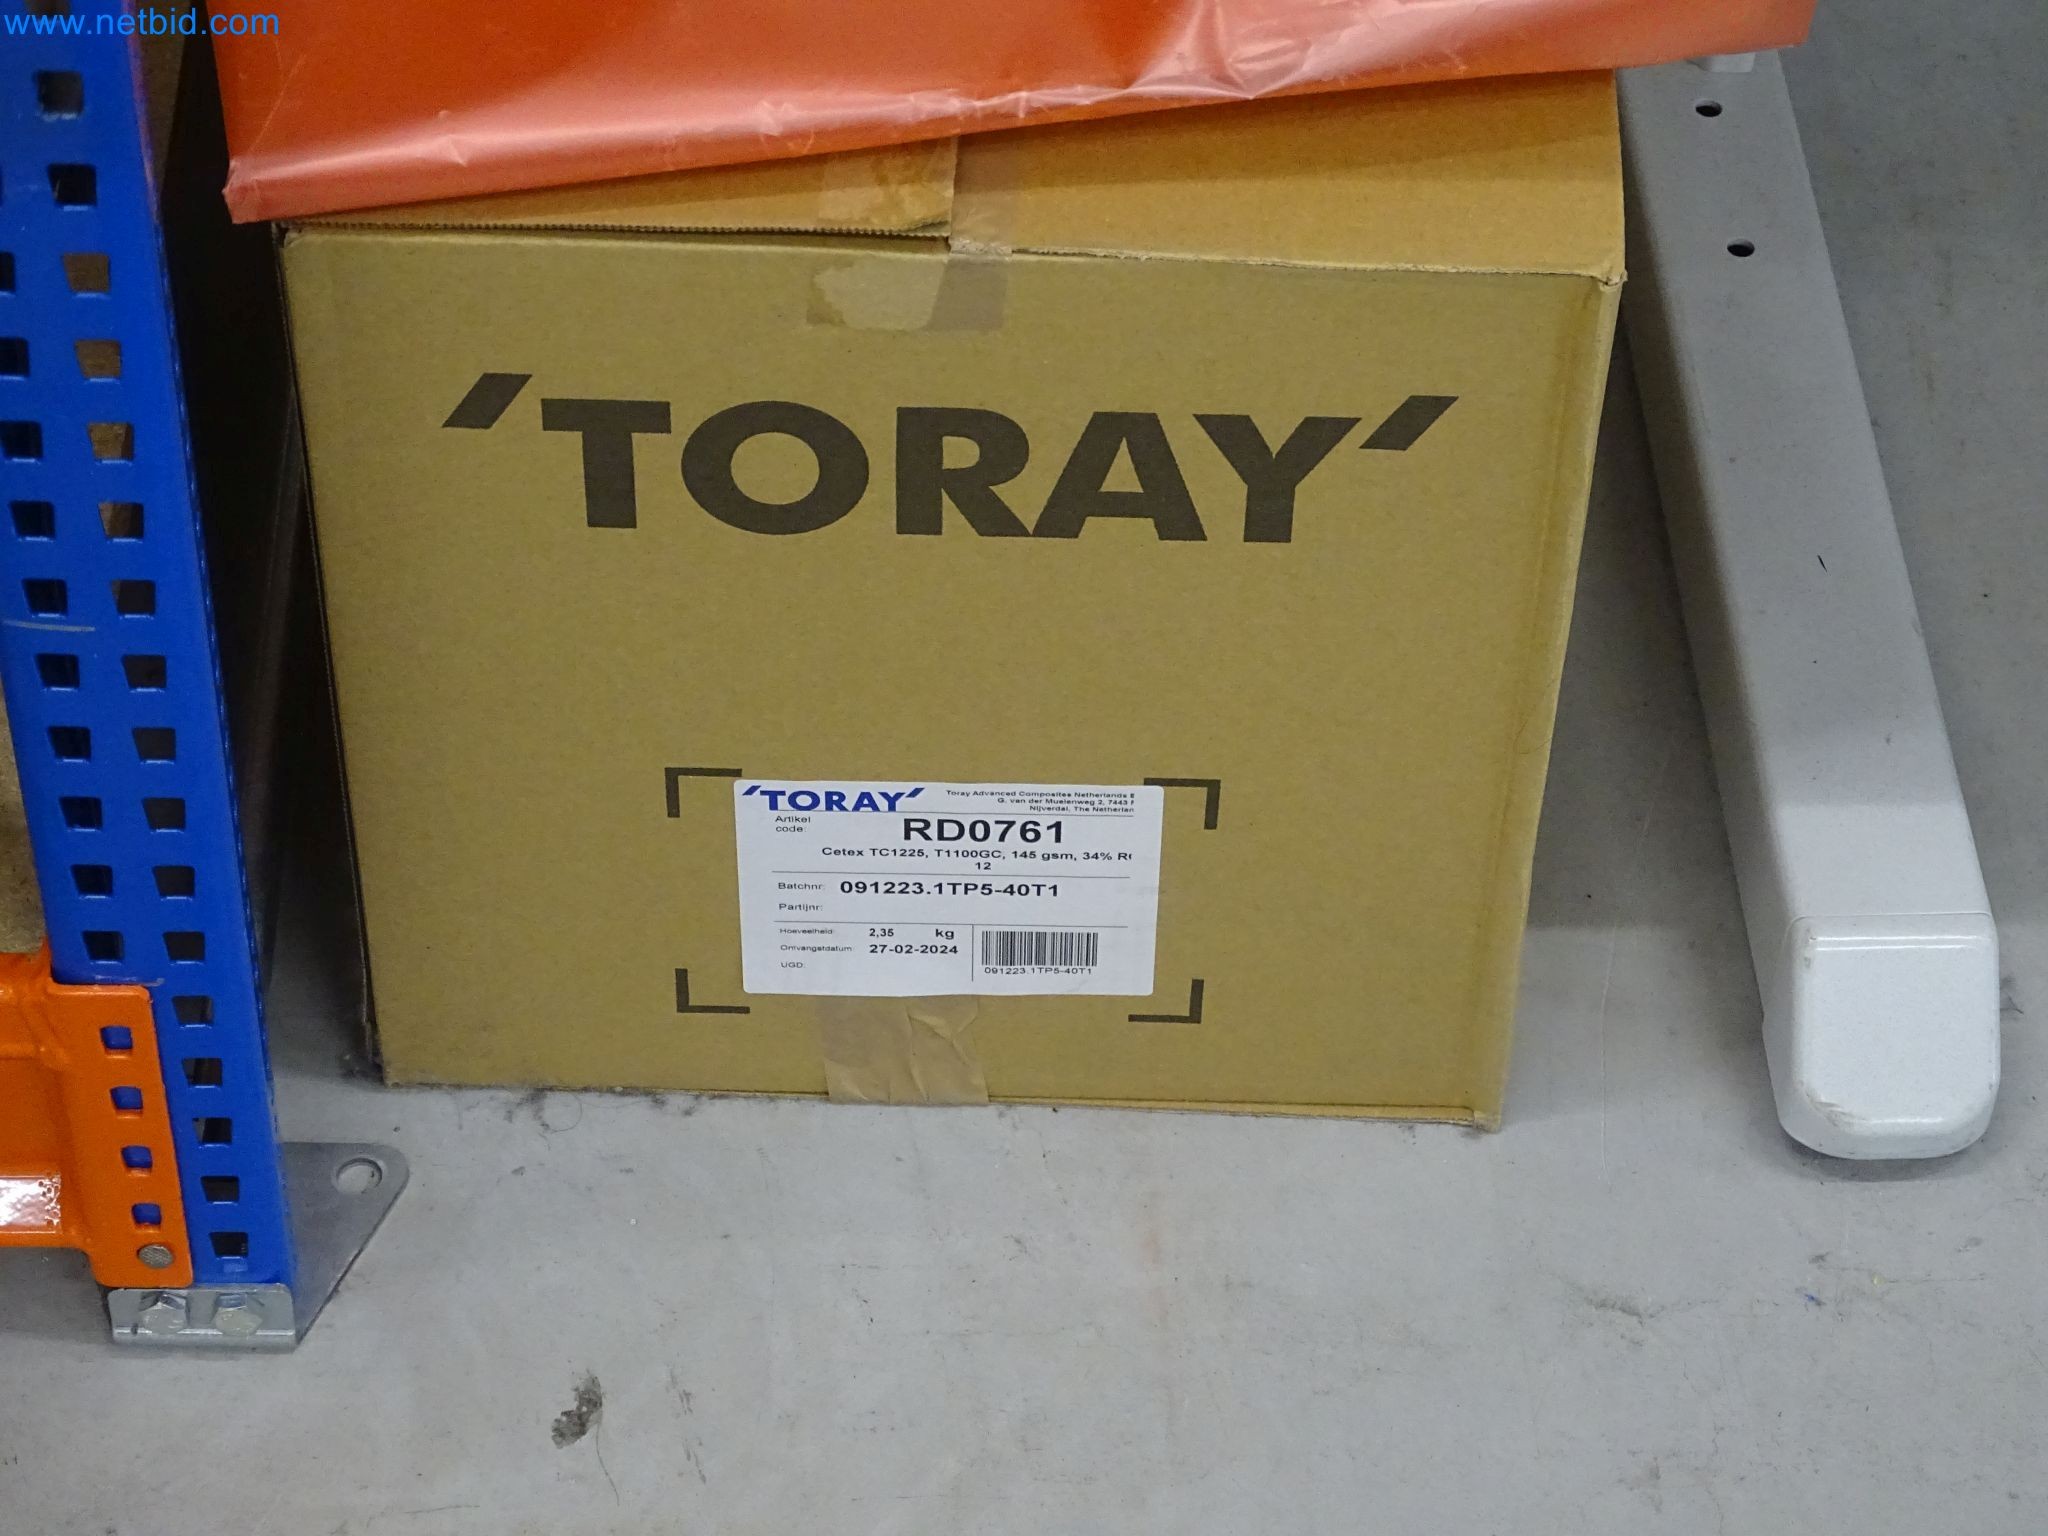 www.netbid.com
'TORAY'
'TORAY'
Toray Advanced Composites Netherlands B
G. van der Muelenweg 2, 7443
Nijverdal, The Netherlan
Artikel
code:
RD0761
Cetex TC1225, T1100GC, 145 gsm, 34%
12
Batchnr: 091223.1TP5-40T1
Partijnr:
Hoeveelheid: 2,35 kg
Ontvangstdatum: 27-02-2024
UGD:
091223.1TP5-40T1